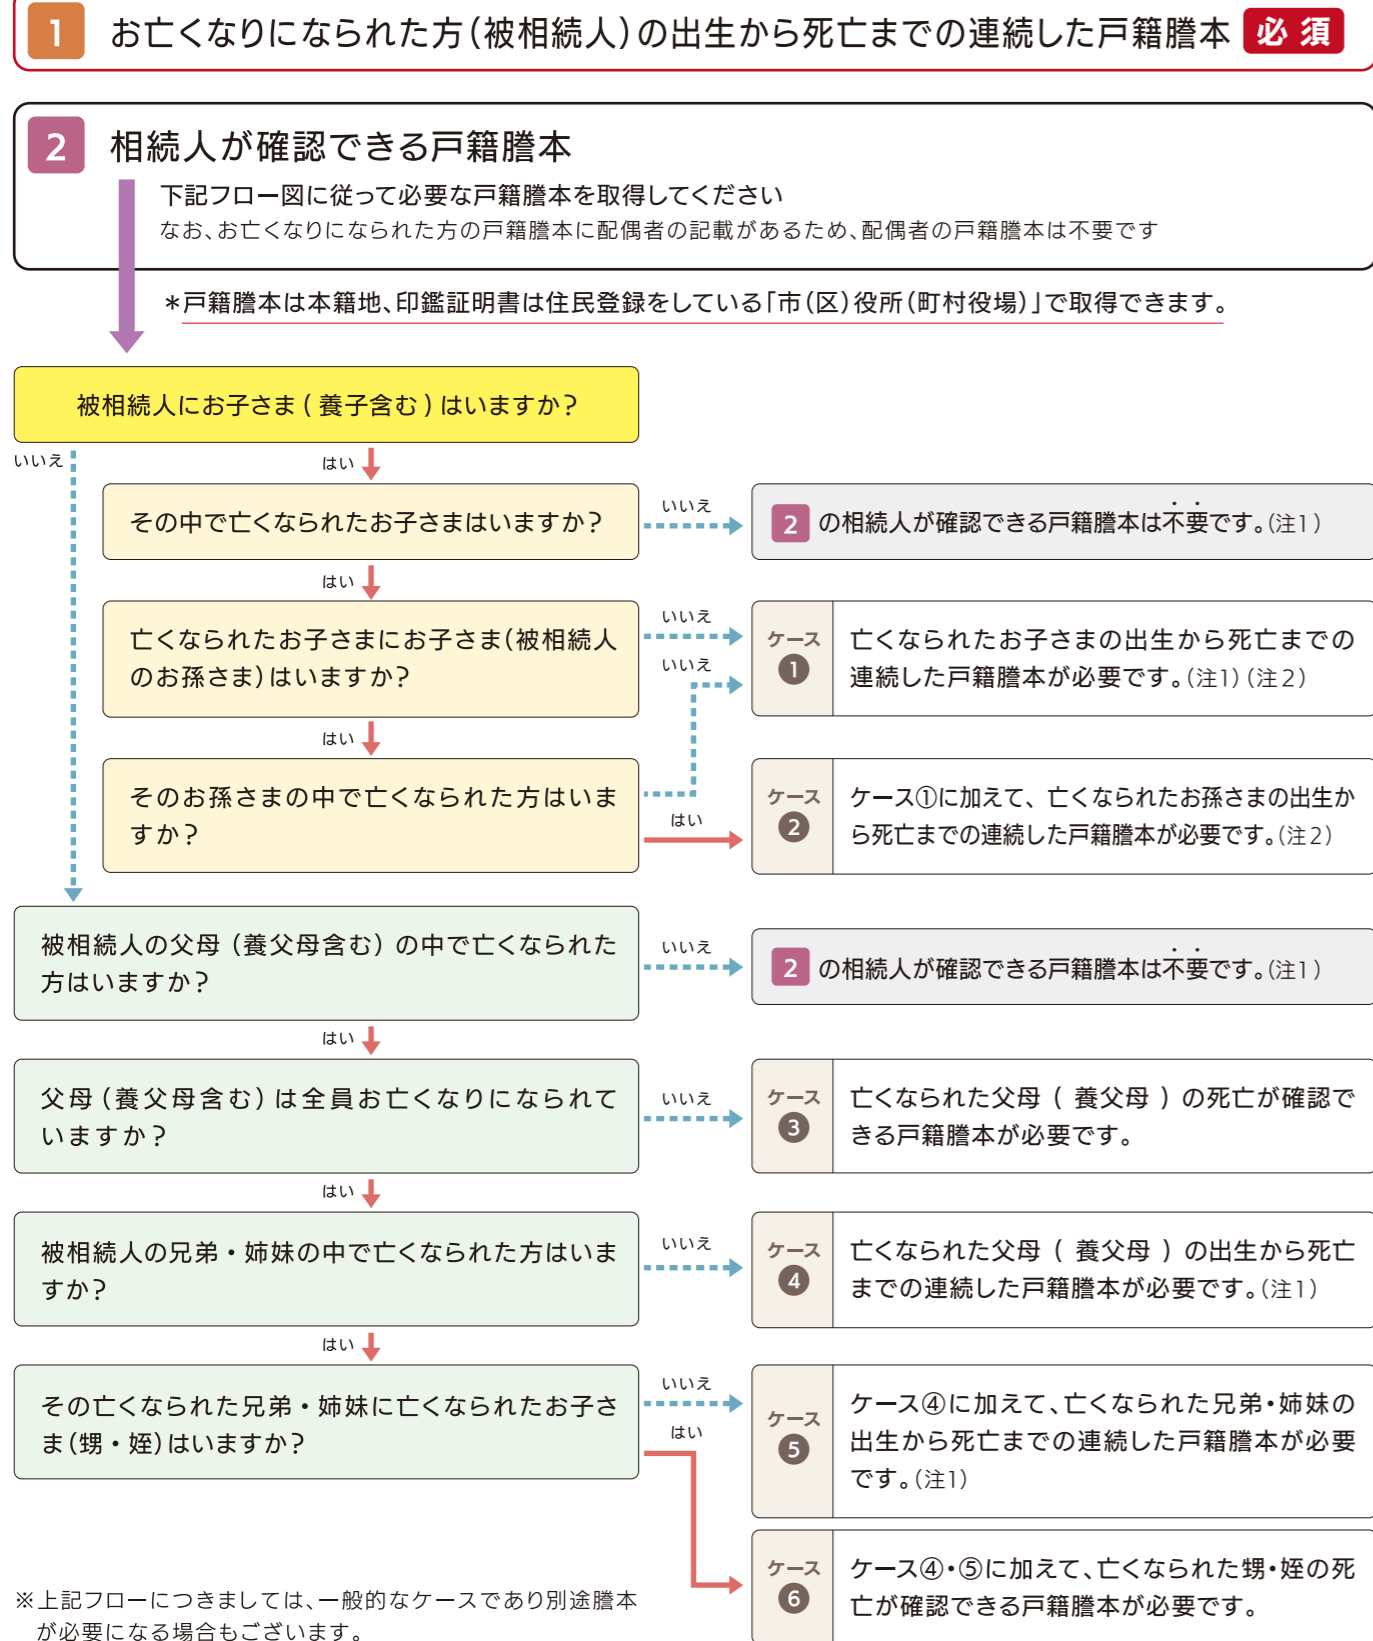 1 お亡くなりになられた方(被相続人)の出生から死亡までの連続した戸籍謄本 必須
2 相続人が確認できる戸籍謄本
下記フロー図に従って必要な戸籍謄本を取得してください
なお、お亡くなりになられた方の戸籍謄本に配偶者の記載があるため、配偶者の戸籍謄本は不要です
*戸籍謄本は本籍地、印鑑証明書は住民登録をしている「市(区)役所(町村役場)」で取得できます。
被相続人にお子さま(養子含む)はいますか?
いいえ
はい
その中で亡くなられたお子さまはいますか?
いいえ
2 の相続人が確認できる戸籍謄本は不要です。(注1)
はい
亡くなられたお子さまにお子さま(被相続人
のお孫さま)はいますか?
いいえ
いいえ
ケース
1
亡くなられたお子さまの出生から死亡までの
連続した戸籍謄本が必要です。(注1)(注2)
はい
そのお孫さまの中で亡くなられた方はいま
すか?
はい
ケース
2
ケース①に加えて、亡くなられたお孫さまの出生か
ら死亡までの連続した戸籍謄本が必要です。(注2)
被相続人の父母(養父母含む)の中で亡くなられた
方はいますか?
いいえ
2 の相続人が確認できる戸籍謄本は不要です。(注1)
はい
父母(養父母含む)は全員お亡くなりになられて
いますか?
いいえ
ケース
3
亡くなられた父母(養父母)の死亡が確認で
きる戸籍謄本が必要です。
はい
被相続人の兄弟・姉妹の中で亡くなられた方はいま
すか?
いいえ
ケース
4
亡くなられた父母(養父母)の出生から死亡
までの連続した戸籍謄本が必要です。(注1)
はい
その亡くなられた兄弟・姉妹に亡くなられたお子さ
ま(甥・姪)はいますか?
いいえ
はい
ケース
5
ケース④に加えて、亡くなられた兄弟・姉妹の
出生から死亡までの連続した戸籍謄本が必要
です。(注1)
ケース
6
ケース④・⑤に加えて、亡くなられた甥・姪の死
亡が確認できる戸籍謄本が必要です。
※上記フローにつきましては、一般的なケースであり別途謄本
が必要になる場合もございます。